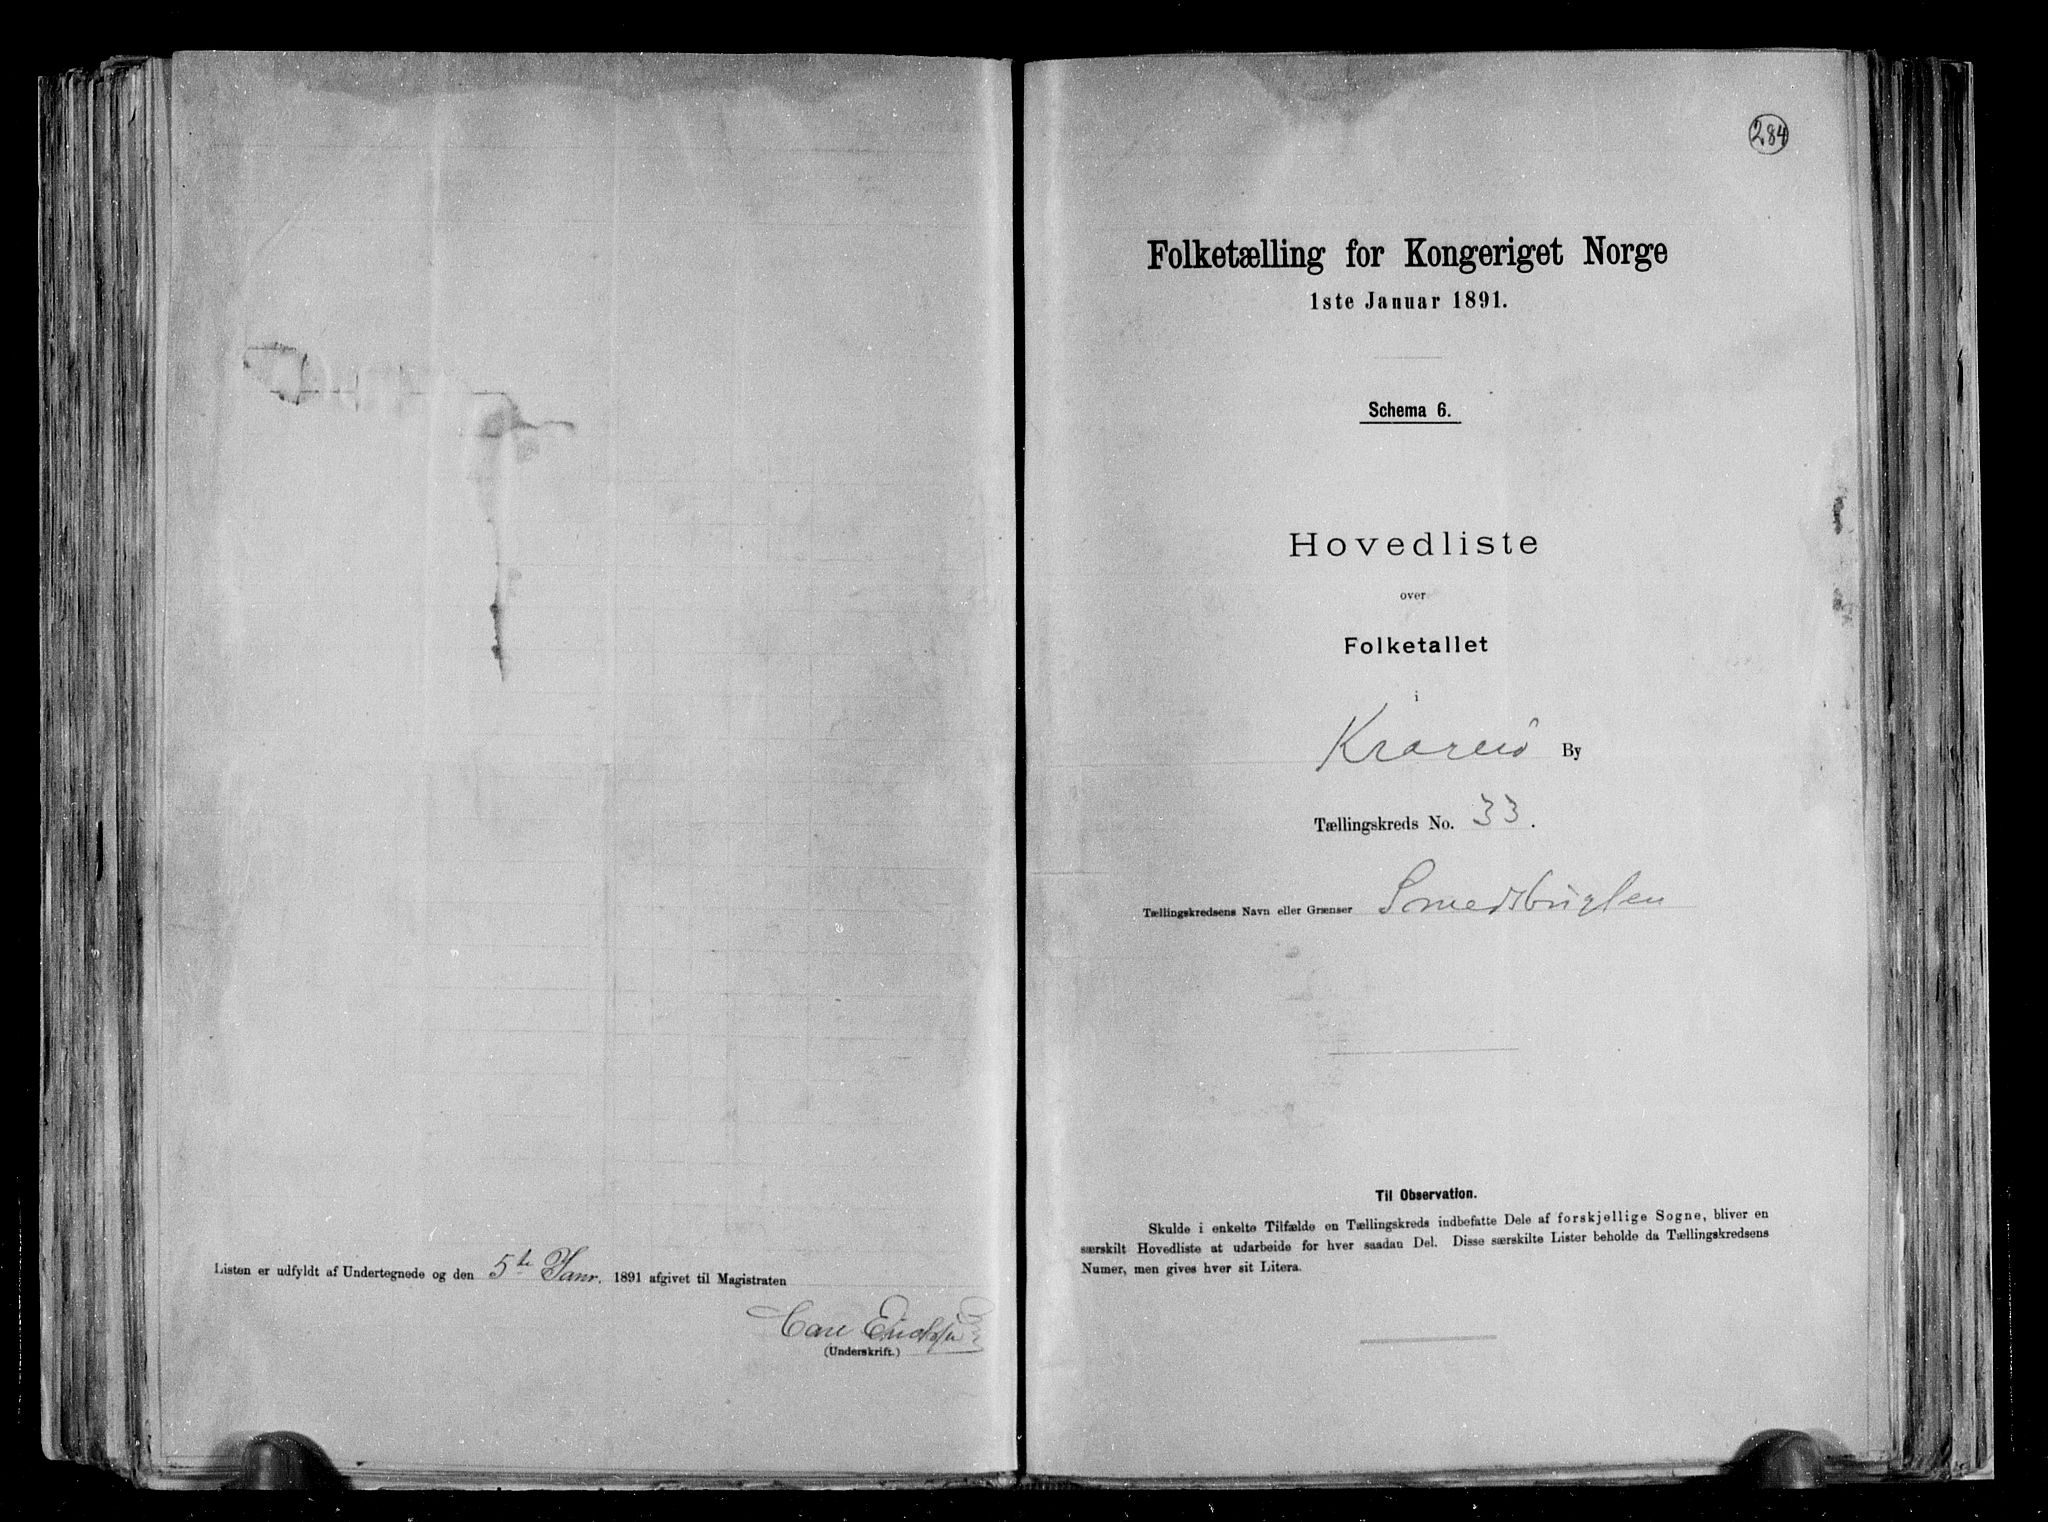 Listen er udfyldt af Undertegnede og den 5te Janr. 1891 afgivet til Magistraten
Carl Ericksen
(Underskrift.)
284
Folketælling for Kongeriget Norge
1ste Januar 1891.
Schema 6.
Hovedliste
over
Folketallet
i
Kragerø By
Tællingskreds No. 33.
Tællingskredsens Navn eller Grænser Smedsbuglen
Til Observation.
Skulde i enkelte Tilfælde en Tællingskreds indbefatte Dele af forskjellige Sogne, bliver en
særskilt Hovedliste at udarbeide for hver saadan Del. Disse særskilte Lister beholde da Tællingskredsens
Numer, men gives hver sit Litera.